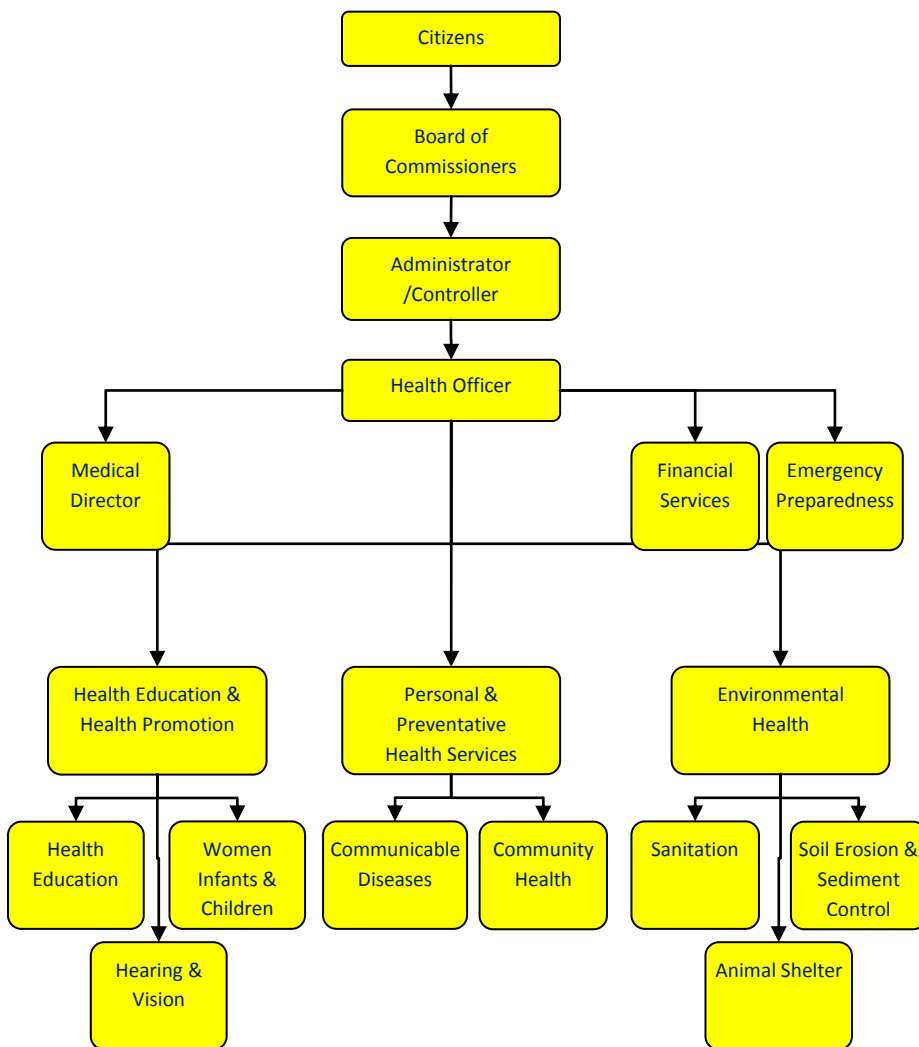 Citizens
Board of
Commissioners
Administrator
/Controller
Health Officer
Medical
Director
Financial
Services
Emergency
Preparedness
Health Education &
Health Promotion
Personal &
Preventative
Health Services
Environmental
Health
Health
Education
Women
Infants &
Children
Communicable
Diseases
Community
Health
Sanitation
Soil Erosion &
Sediment
Control
Hearing &
Vision
Animal Shelter